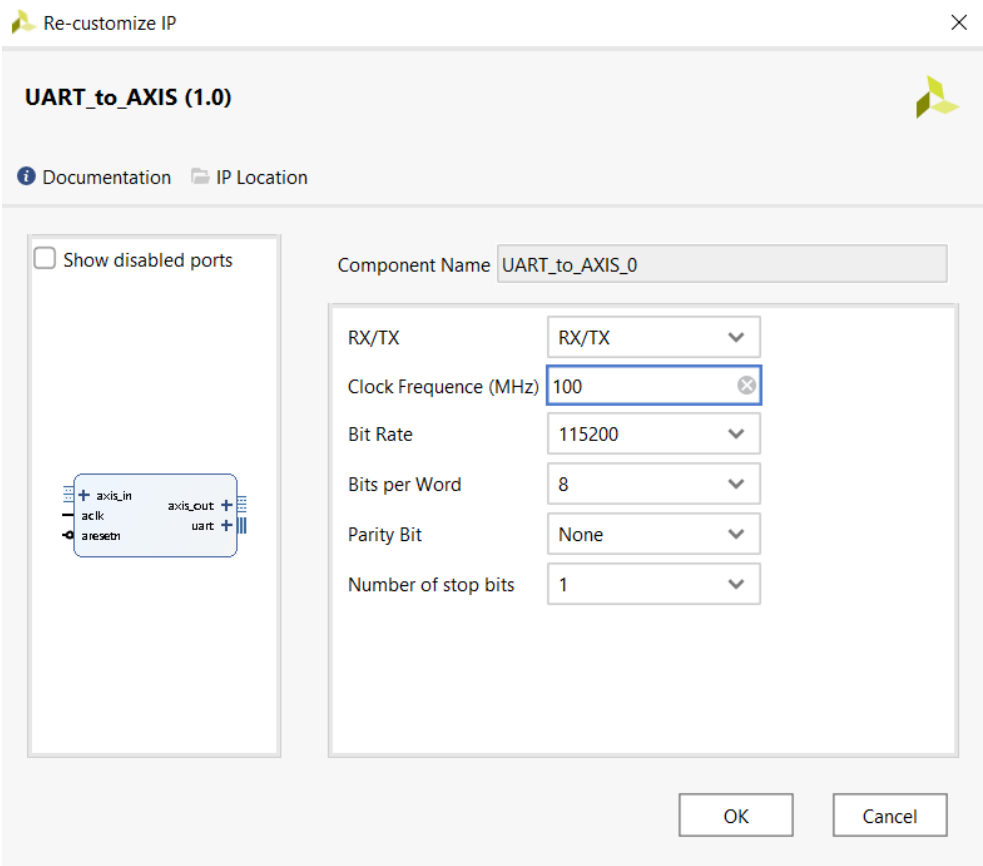 Re-customize IP
UART_to_AXIS (1.0)
Documentation IP Location
Show disabled ports
axis_in
aclk
aresetn
axis_out
uart
Component Name UART_to_AXIS_0
RX/TX RX/TX
Clock Frequence (MHz) 100
Bit Rate 115200
Bits per Word 8
Parity Bit None
Number of stop bits 1
OK Cancel